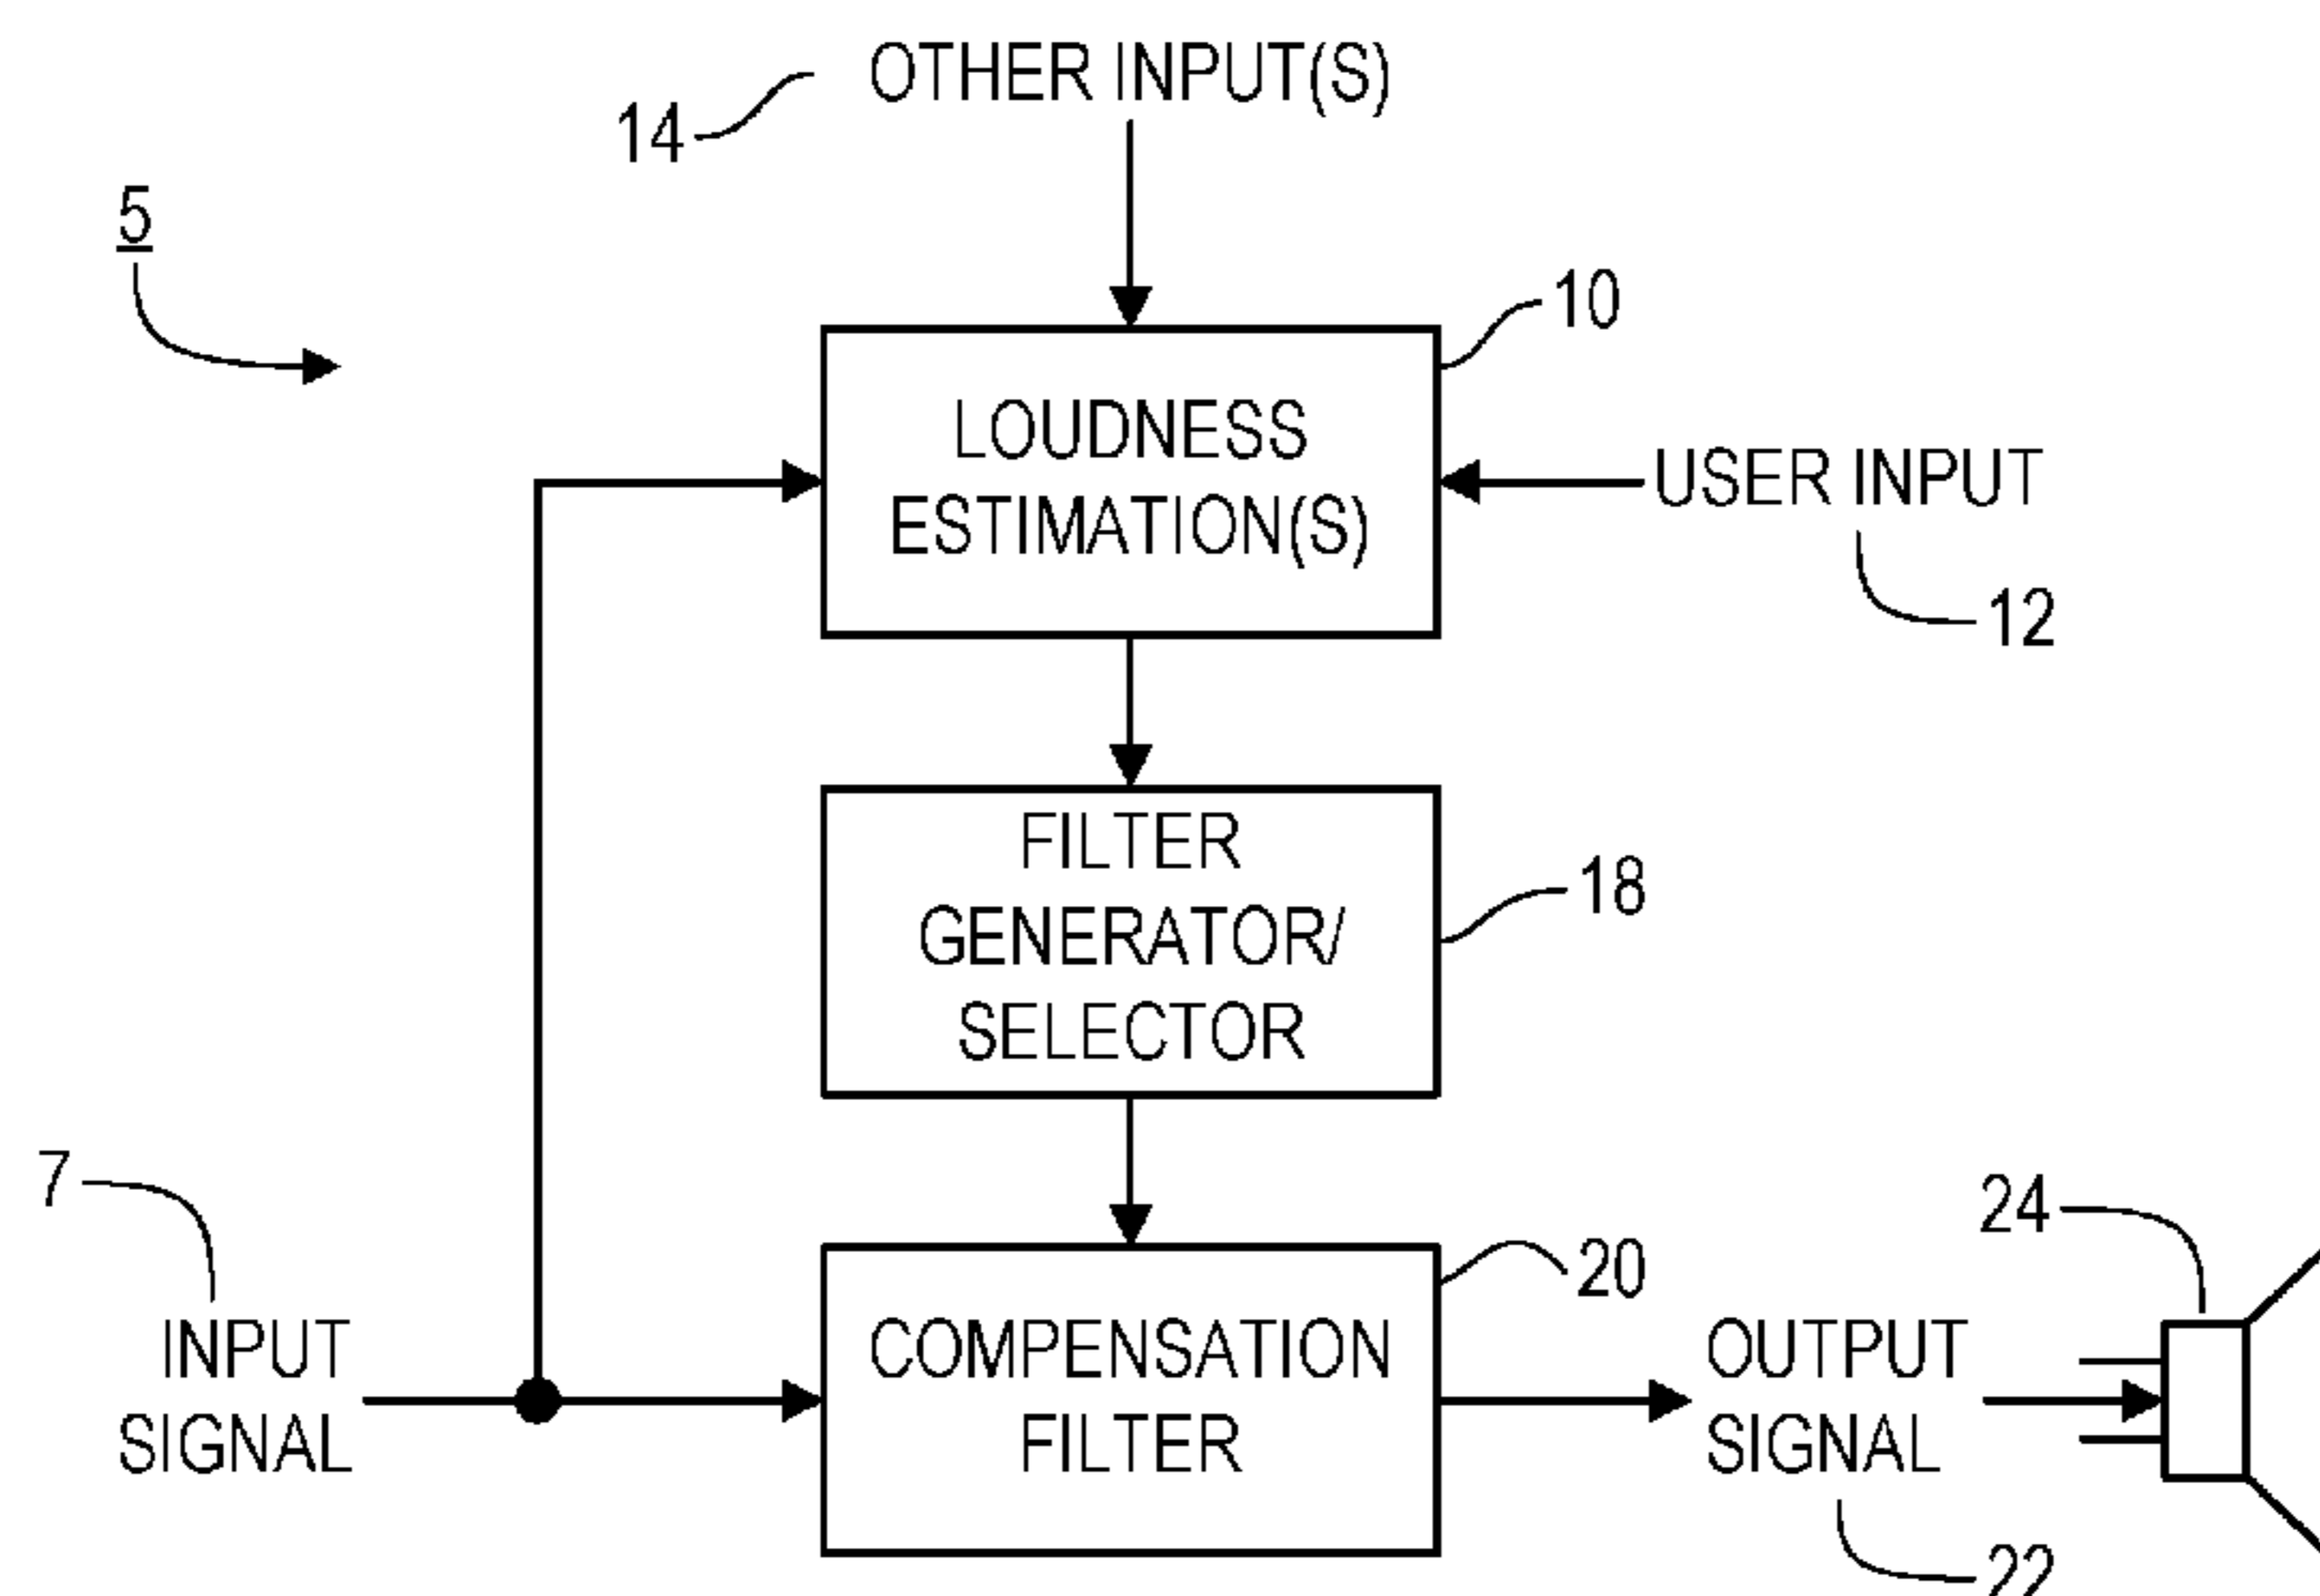 OTHER INPUT(S)
14
5
10
LOUDNESS
ESTIMATION(S)
USER INPUT
12
FILTER
GENERATOR/
SELECTOR
18
7
24
20
INPUT
SIGNAL
COMPENSATION
FILTER
OUTPUT
SIGNAL
22